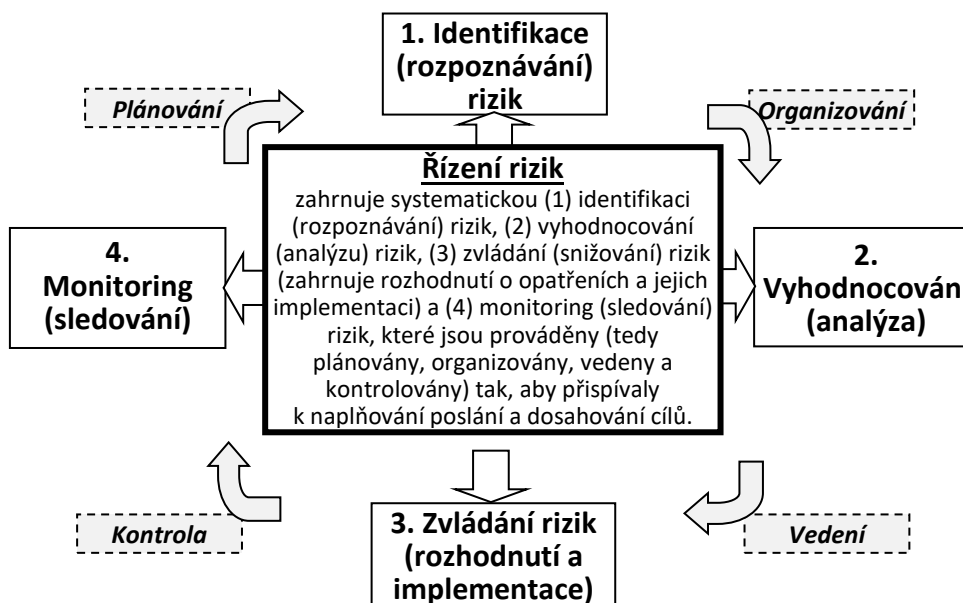 1. Identifikace
(rozpoznávání)
rizik
Plánování
Organizování
Řízení rizik
zahrnuje systematickou (1) identifikaci
(rozpoznávání) rizik, (2) vyhodnocování
(analýzu) rizik, (3) zvládání (snižování) rizik
(zahrnuje rozhodnutí o opatřeních a jejich
implementaci) a (4) monitoring (sledování)
rizik, které jsou prováděny (tedy
plánovány, organizovány, vedeny a
kontrolovány) tak, aby přispívaly
k naplňování poslání a dosahování cílů.
4.
Monitoring
(sledování)
2.
Vyhodnocován
(analýza)
Kontrola
Vedení
3. Zvládání rizik
(rozhodnutí a
implementace)